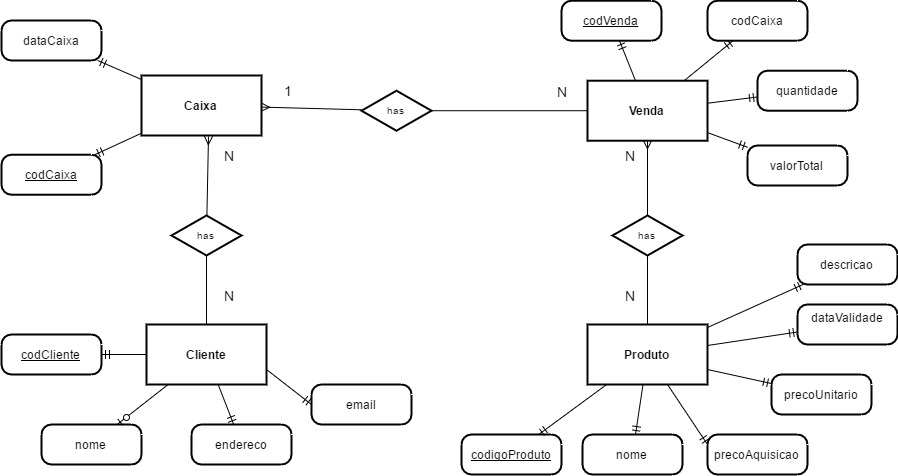 codVenda
codCaixa
dataCaixa
quantidade
Caixa
1
N
has
Venda
N
N
valorTotal
codCaixa
has
has
descricao
N
N
dataValidade
codCliente
Cliente
Produto
precoUnitario
email
nome
endereco
codigoProduto
nome
precoAquisicao